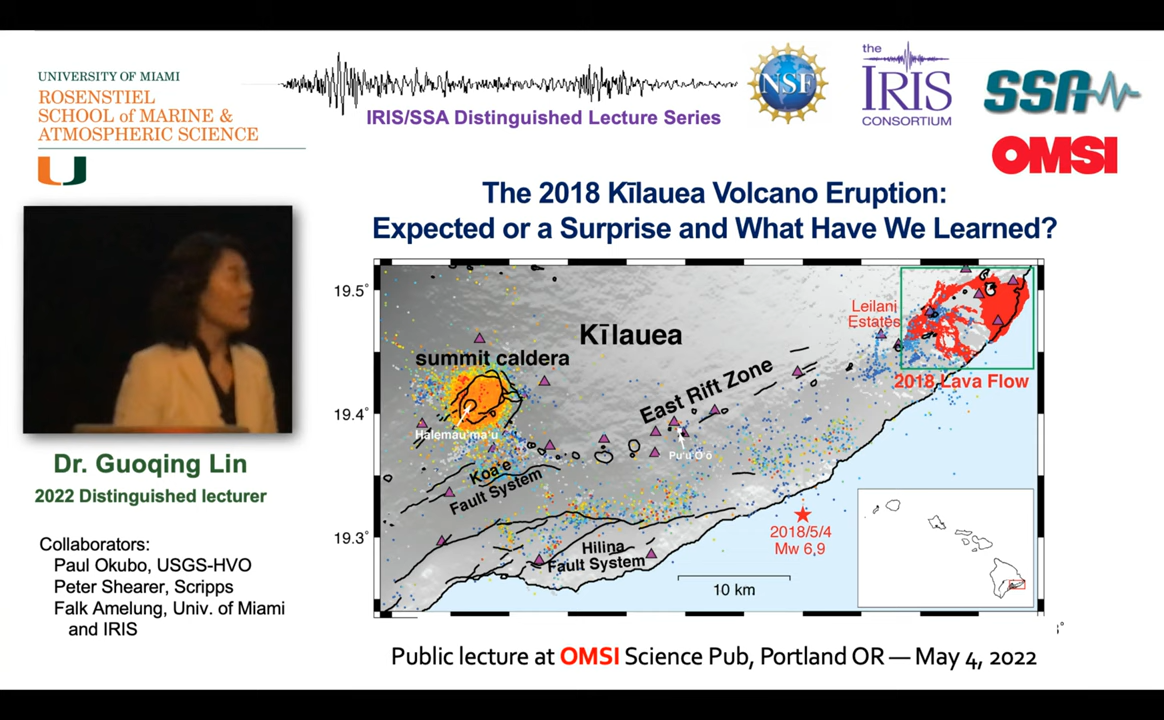 UNIVERSITY OF MIAMI
ROSENSTIEL
SCHOOL of MARINE &
ATMOSPHERIC SCIENCE
U
IRIS/SSA Distinguished Lecture Series
NSF
the
IRIS
CONSORTIUM
SSA
OMSI
The 2018 Kīlauea Volcano Eruption:
Expected or a Surprise and What Have We Learned?
Dr. Guoqing Lin
2022 Distinguished lecturer
Collaborators:
Paul Okubo, USGS-HVO
Peter Shearer, Scripps
Falk Amelung, Univ. of Miami
and IRIS
19.5°
19.4°
19.3°
Kīlauea
summit caldera
Halemau'ma'u
Koa'e
Fault System
East Rift Zone
Pu'u'Ō'ō
Leilani
Estates
2018 Lava Flow
Hilina
Fault System
2018/5/4
Mw 6,9
10 km
Public lecture at OMSI Science Pub, Portland OR — May 4, 2022